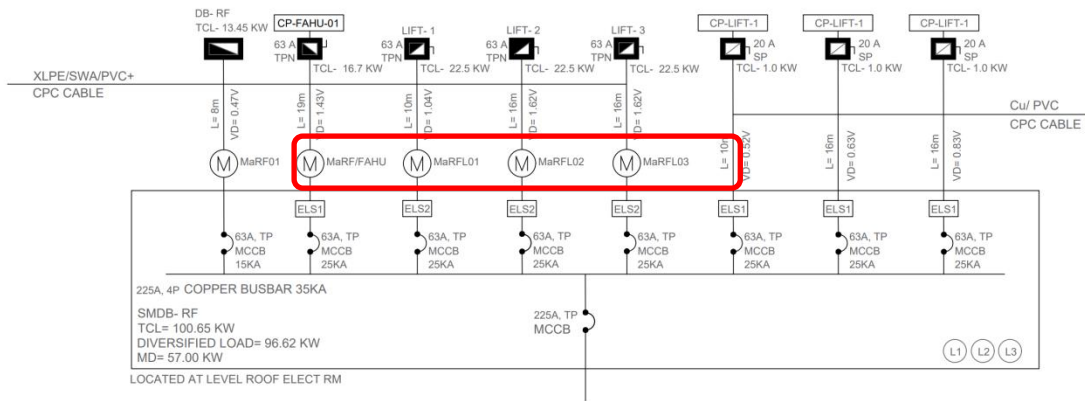 DB- RF
TCL- 13.45 KW
CP-FAHU-01
63 A
TPN
TCL- 16.7 KW
LIFT- 1
63 A
TPN
TCL- 22.5 KW
LIFT- 2
63 A
TPN
TCL- 22.5 KW
LIFT- 3
63 A
TPN
TCL- 22.5 KW
CP-LIFT-1
20 A
SP
TCL- 1.0 KW
CP-LIFT-1
20 A
SP
TCL- 1.0 KW
CP-LIFT-1
20 A
SP
TCL- 1.0 KW
XLPE/SWA/PVC+
CPC CABLE
Cu/ PVC
CPC CABLE
L= 8m
VD= 0.47V
L= 19m
VD= 1.43V
L= 10m
VD= 1.04V
L= 16m
VD= 1.62V
L= 16m
VD= 1.62V
L= 10m
VD= 0.52V
L= 16m
VD= 0.63V
L= 16m
VD= 0.83V
M MaRF01
M MaRF/FAHU
M MaRFL01
M MaRFL02
M MaRFL03
ELS1
ELS2
ELS2
ELS2
ELS1
ELS1
ELS1
63A, TP
MCCB
15KA
63A, TP
MCCB
25KA
63A, TP
MCCB
25KA
63A, TP
MCCB
25KA
63A, TP
MCCB
25KA
63A, TP
MCCB
25KA
63A, TP
MCCB
25KA
63A, TP
MCCB
25KA
225A, 4P COPPER BUSBAR 35KA
SMDB- RF
TCL= 100.65 KW
DIVERSIFIED LOAD= 96.62 KW
MD= 57.00 KW
225A, TP
MCCB
L1 L2 L3
LOCATED AT LEVEL ROOF ELECT RM